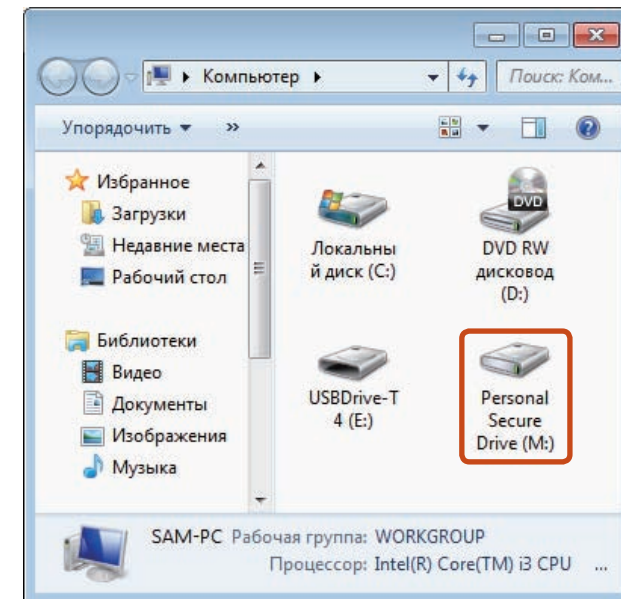 Компьютер
Поиск: Ком...
Упорядочить
»
Избранное
Загрузки
Недавние места
Рабочий стол
Библиотеки
Видео
Документы
Изображения
Музыка
Локальны
й диск (C:)
DVD
DVD RW
дисковод
(D:)
USBDrive-T
4 (E:)
Personal
Secure
Drive (M:)
SAM-PC Рабочая группа: WORKGROUP
Процессор: Intel(R) Core(TM) i3 CPU ...